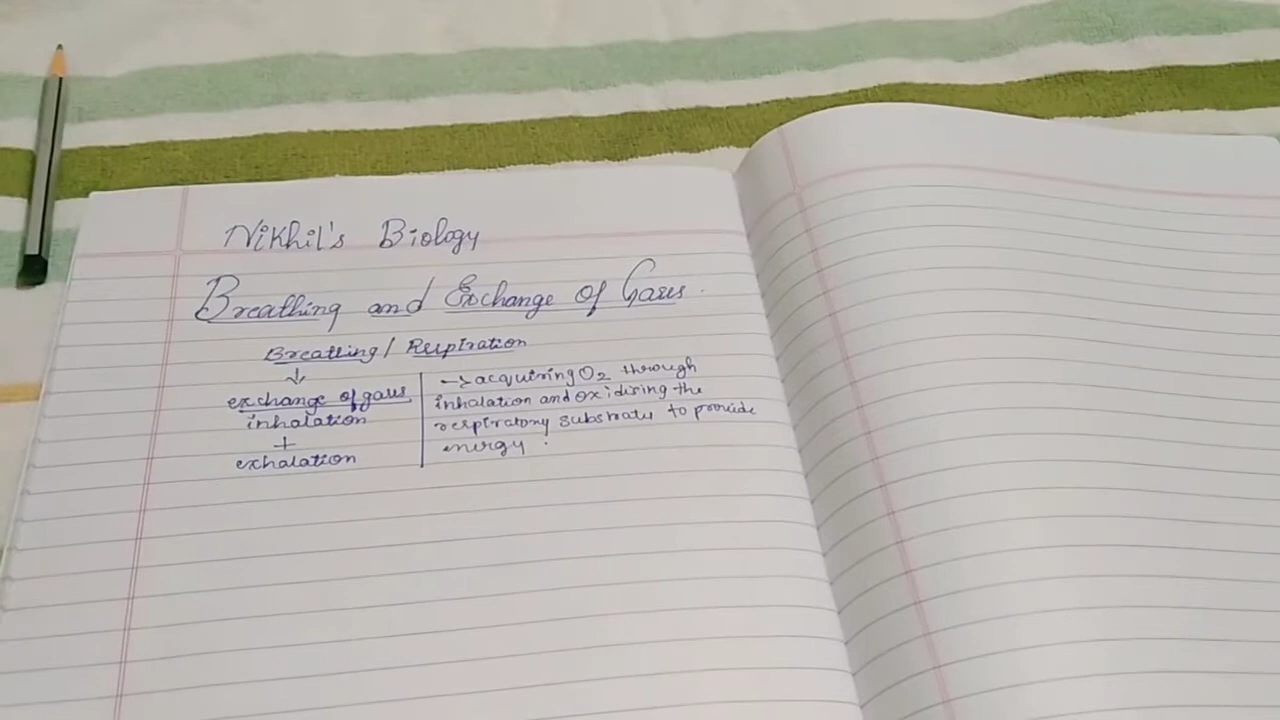 Nikhil's Biology
Breathing and Exchange of Gases.
Breathing / Respiration
↓
exchange of gases
inhalation
+
exhalation
→ acquiring O2 through
inhalation and oxidising the
respiratory substrates to provide
energy.